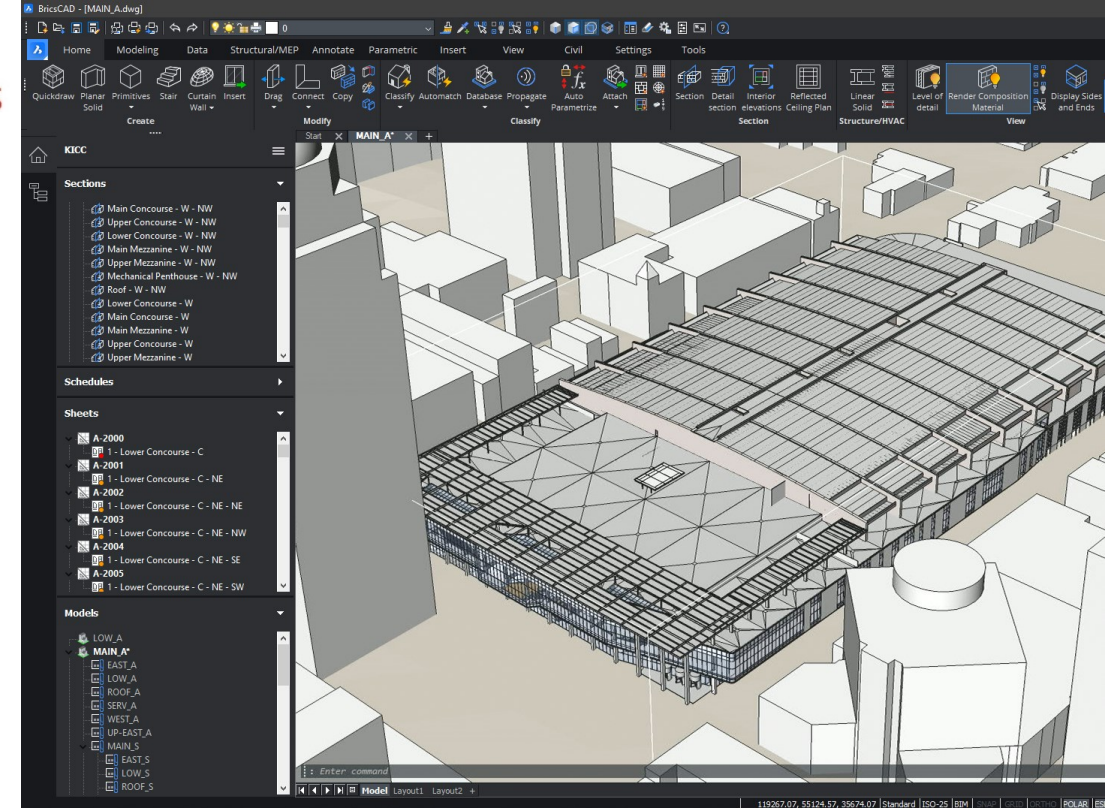 BricsCAD - [MAIN_A.dwg]
0
Home Modeling Data Structural/MEP Annotate Parametric Insert View Civil Settings Tools
Quickdraw Planar Solid Primitives Stair Curtain Wall Insert Drag Connect Copy Classify Automatch Database Propagate Auto Parametrize Attach Section Detail section Interior elevations Reflected Ceiling Plan Linear Solid Level of detail Render Composition Material Display Sides and Ends
Create Modify Classify Section Structure/HVAC View
Start MAIN_A* +
KICC
Sections
Main Concourse - W - NW
Upper Concourse - W - NW
Lower Concourse - W - NW
Main Mezzanine - W - NW
Upper Mezzanine - W - NW
Mechanical Penthouse - W - NW
Roof - W - NW
Lower Concourse - W
Main Concourse - W
Main Mezzanine - W
Upper Concourse - W
Upper Mezzanine - W
Schedules
Sheets
A-2000
1 - Lower Concourse - C
A-2001
1 - Lower Concourse - C - NE
A-2002
1 - Lower Concourse - C - NE - NE
A-2003
1 - Lower Concourse - C - NE - NW
A-2004
1 - Lower Concourse - C - NE - SE
A-2005
1 - Lower Concourse - C - NE - SW
Models
LOW_A
MAIN_A*
EAST_A
LOW_A
ROOF_A
SERV_A
WEST_A
UP-EAST_A
MAIN_S
EAST_S
LOW_S
ROOF_S
: Enter command
Model Layout1 Layout2 +
119267.07, 55124.57, 35674.07 Standard ISO-25 BIM SNAP GRID ORTHO POLAR